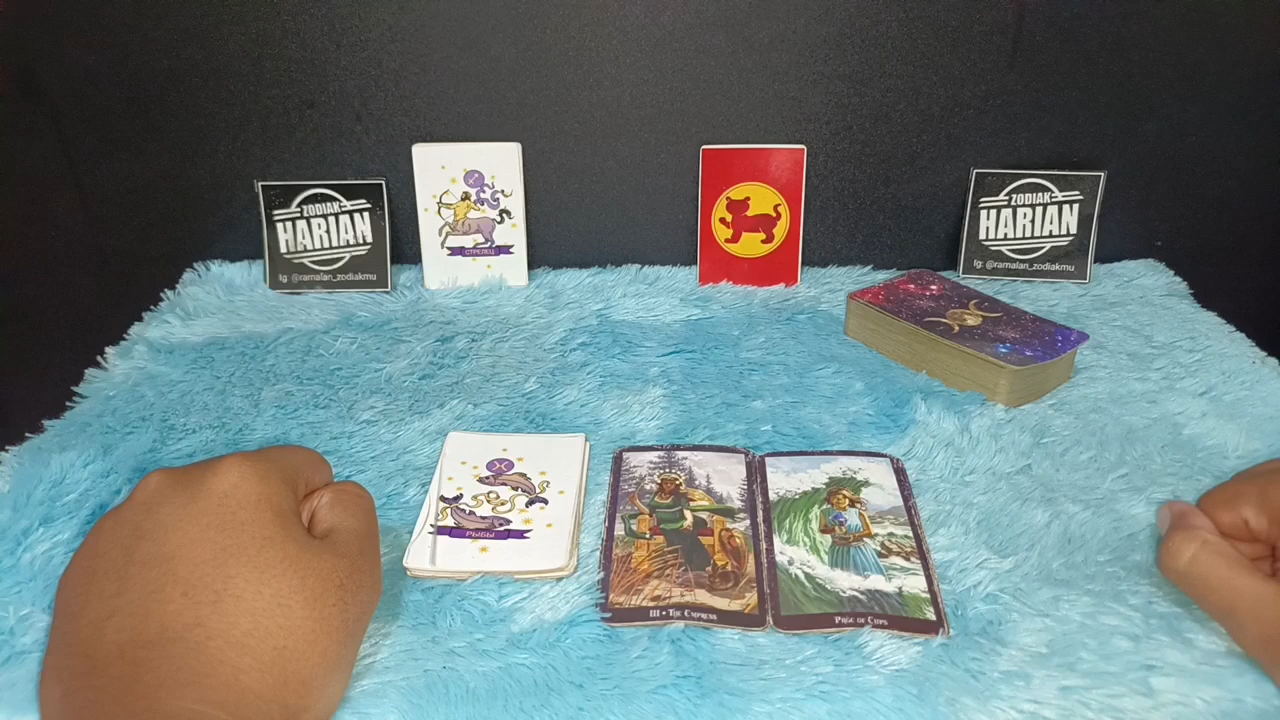 ZODIAK
HARIAN
Ig: @ramalan_zodiakmu
СТРЕЛЕЦ
ZODIAK
HARIAN
Ig: @ramalan_zodiakmu
РЫБЫ
III • THE EMPRESS
PAGE OF CUPS